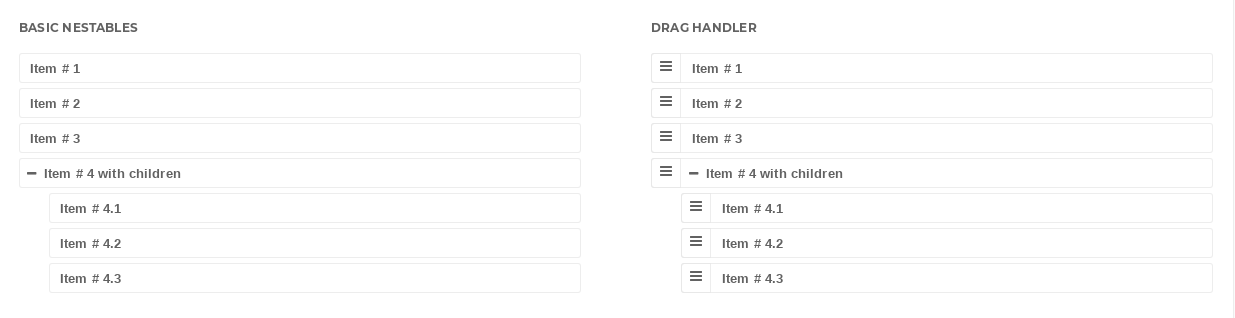 BASIC NESTABLES
Item # 1
Item # 2
Item # 3
Item # 4 with children
Item # 4.1
Item # 4.2
Item # 4.3
DRAG HANDLER
Item # 1
Item # 2
Item # 3
Item # 4 with children
Item # 4.1
Item # 4.2
Item # 4.3